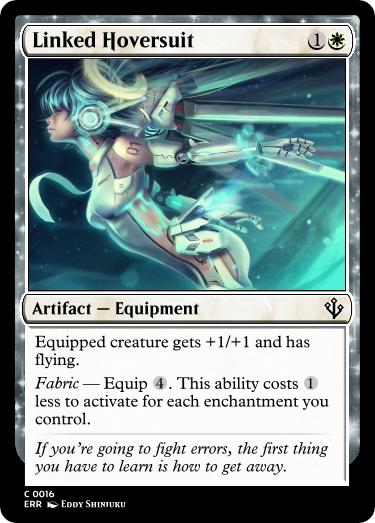 Linked Hoversuit 1
01
Artifact — Equipment
Equipped creature gets +1/+1 and has
flying.
Fabric — Equip 4. This ability costs 1
less to activate for each enchantment you
control.
If you're going to fight errors, the first thing
you have to learn is how to get away.
C 0016
ERR Eddy Shinjuku